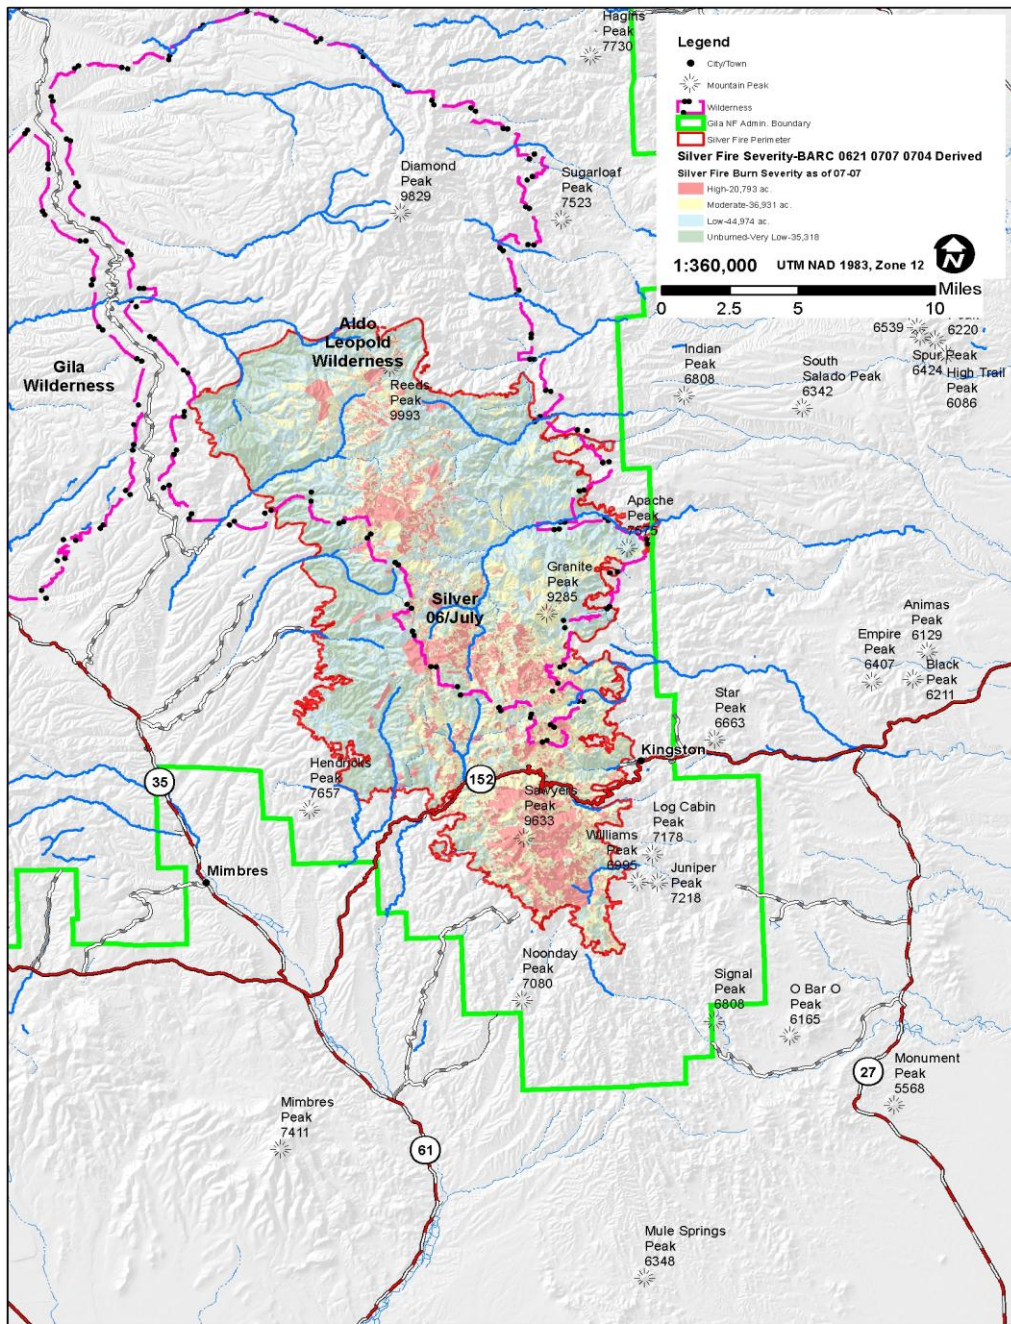 Hagins
Peak
7730
Legend
City/Town
Mountain Peak
Wilderness
Gila NF Admin. Boundary
Silver Fire Perimeter
Silver Fire Severity-BARC 0621 0707 0704 Derived
Silver Fire Burn Severity as of 07-07
High-20,793 ac.
Moderate-36,931 ac.
Low-44,974 ac.
Unburned-Very Low-35,318
1:360,000 UTM NAD 1983, Zone 12
N
Miles
0 2.5 5 10
Diamond
Peak
9829
Sugarloaf
Peak
7523
Aldo
Leopold
Wilderness
Gila
Wilderness
Reeds
Peak
9993
6539
6220
Indian
Peak
6808
South
Salado Peak
6342
Spur Peak
6424
High Trail
Peak
6086
Apache
Peak
7575
Granite
Peak
9285
Silver
06/July
Animas
Peak
6129
Empire
Peak
6407
Black
Peak
6211
Star
Peak
6663
Kingston
Hendricks
Peak
7657
35
152
Sawyers
Peak
9633
Log Cabin
Peak
7178
Williams
Peak
6995
Juniper
Peak
7218
Mimbres
Noonday
Peak
7080
Signal
Peak
6808
O Bar O
Peak
6165
27
Monument
Peak
5568
Mimbres
Peak
7411
61
Mule Springs
Peak
6348